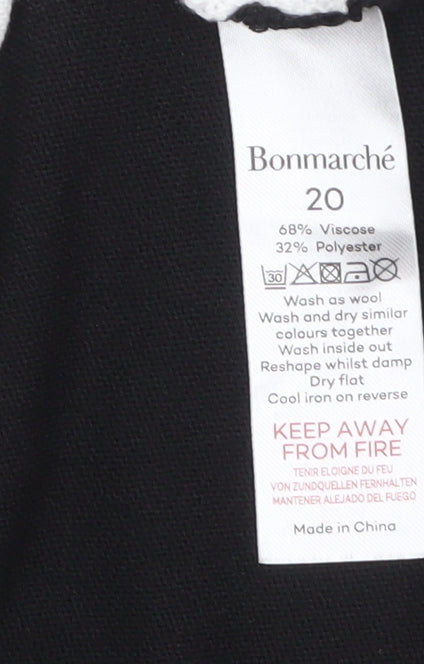 Bonmarché
20
68% Viscose
32% Polyester
30
Wash as wool
Wash and dry similar
colours together
Wash inside out
Reshape whilst damp
Dry flat
Cool iron on reverse
KEEP AWAY
FROM FIRE
TENIR ELOIGNE DU FEU
VON ZUNDQUELLEN FERNHALTEN
MANTENER ALEJADO DEL FUEGO
Made in China